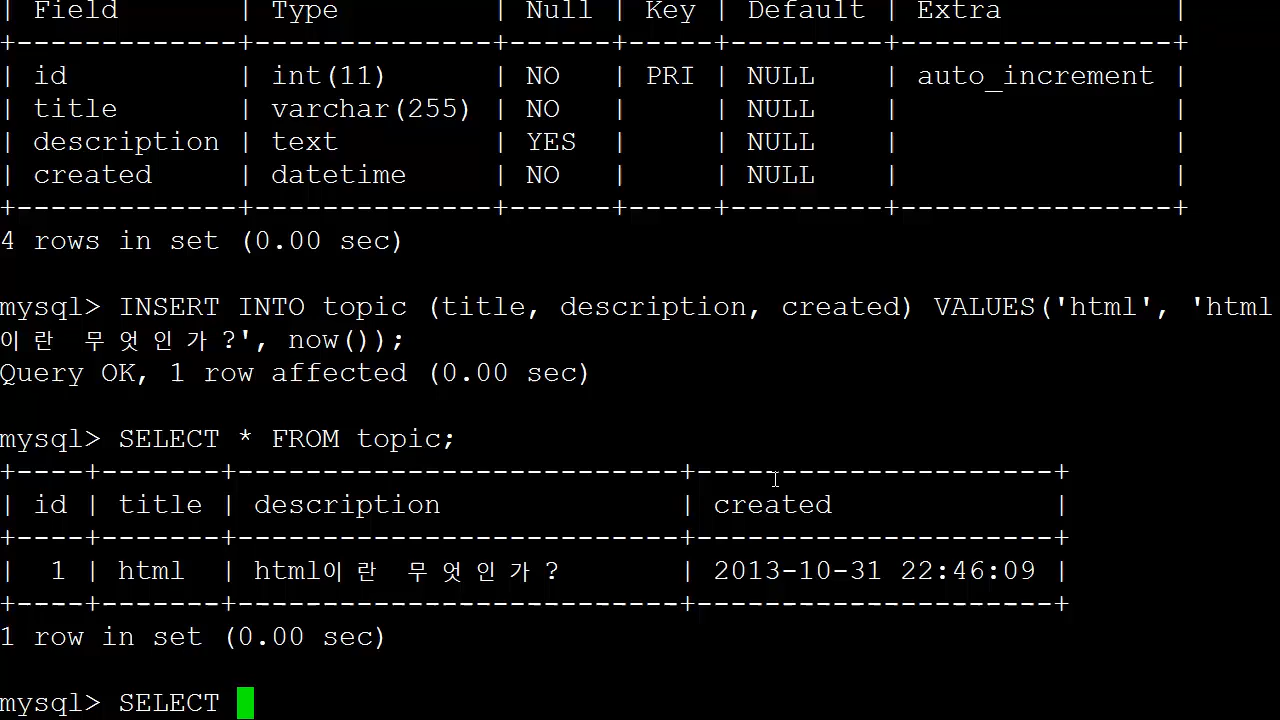 | Field       | Type         | Null | Key | Default | Extra          |
+-------------+--------------+------+-----+---------+----------------+
| id          | int(11)      | NO   | PRI | NULL    | auto_increment |
| title       | varchar(255) | NO   |     | NULL    |                |
| description | text         | YES  |     | NULL    |                |
| created     | datetime     | NO   |     | NULL    |                |
+-------------+--------------+------+-----+---------+----------------+
4 rows in set (0.00 sec)
mysql> INSERT INTO topic (title, description, created) VALUES('html', 'html
이란 무엇인가?', now());
Query OK, 1 row affected (0.00 sec)
mysql> SELECT * FROM topic;
+----+-------+--------------------------+---------------------+
| id | title | description              | created             |
+----+-------+--------------------------+---------------------+
|  1 | html  | html이란 무엇인가?       | 2013-10-31 22:46:09 |
+----+-------+--------------------------+---------------------+
1 row in set (0.00 sec)
mysql> SELECT